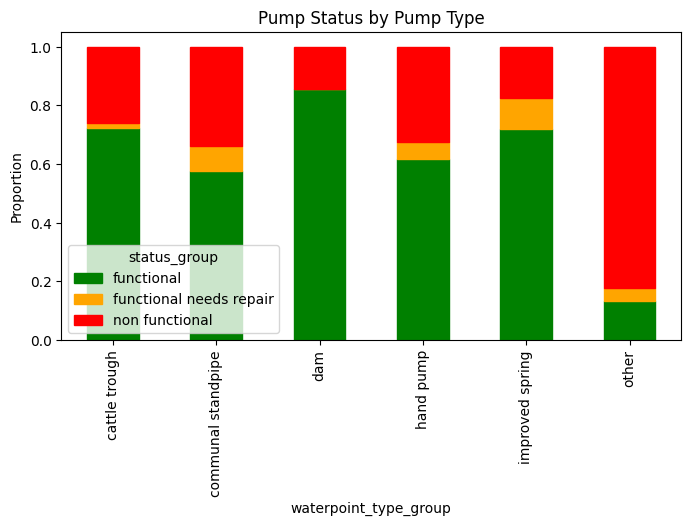 Pump Status by Pump Type
Proportion
1.0
0.8
0.6
0.4
0.2
0.0
status_group
functional
functional needs repair
non functional
cattle trough
communal standpipe
dam
hand pump
improved spring
other
waterpoint_type_group